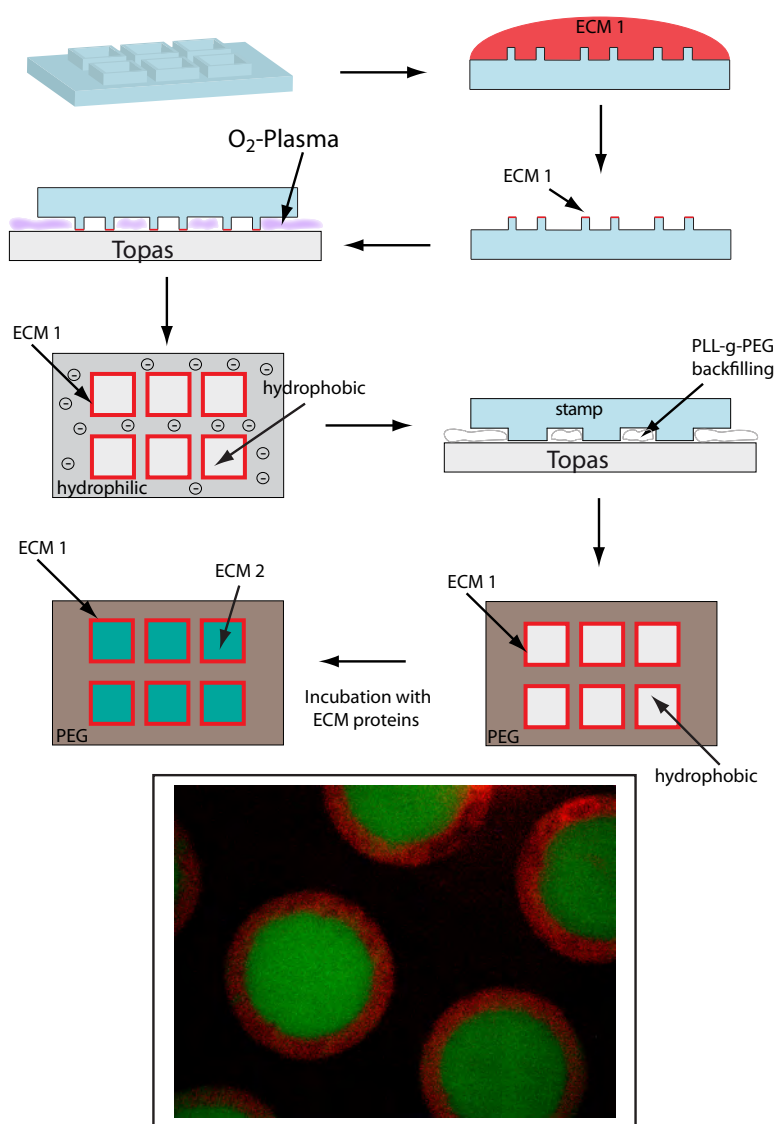 ECM 1
O₂-Plasma
ECM 1
Topas
ECM 1
hydrophobic
hydrophilic
PLL-g-PEG
backfilling
stamp
Topas
ECM 1
ECM 2
PEG
Incubation with
ECM proteins
ECM 1
PEG
hydrophobic